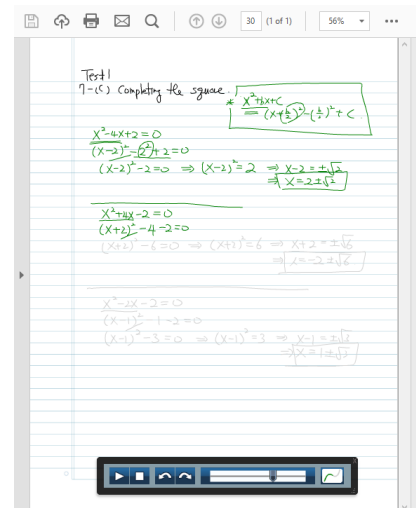 30 (1 of 1) 56%
Test 1
7-(c) Completing the square.
* x²+bx+c
= (x+(b/2))²-(b/2)²+c
x²-4x+2=0
(x-2)²-2²+2=0
(x-2)²-2=0 ⇒ (x-2)²=2 ⇒ x-2=±√2
⇒ x=2±√2
x²+4x-2=0
(x+2)²-4-2=0
(x+2)²-6=0 ⇒ (x+2)²=6 ⇒ x+2=±√6
⇒ x=-2±√6
x²-2x-2=0
(x-1)²-1-2=0
(x-1)²-3=0 ⇒ (x-1)²=3 ⇒ x-1=±√3
⇒ x=1±√3